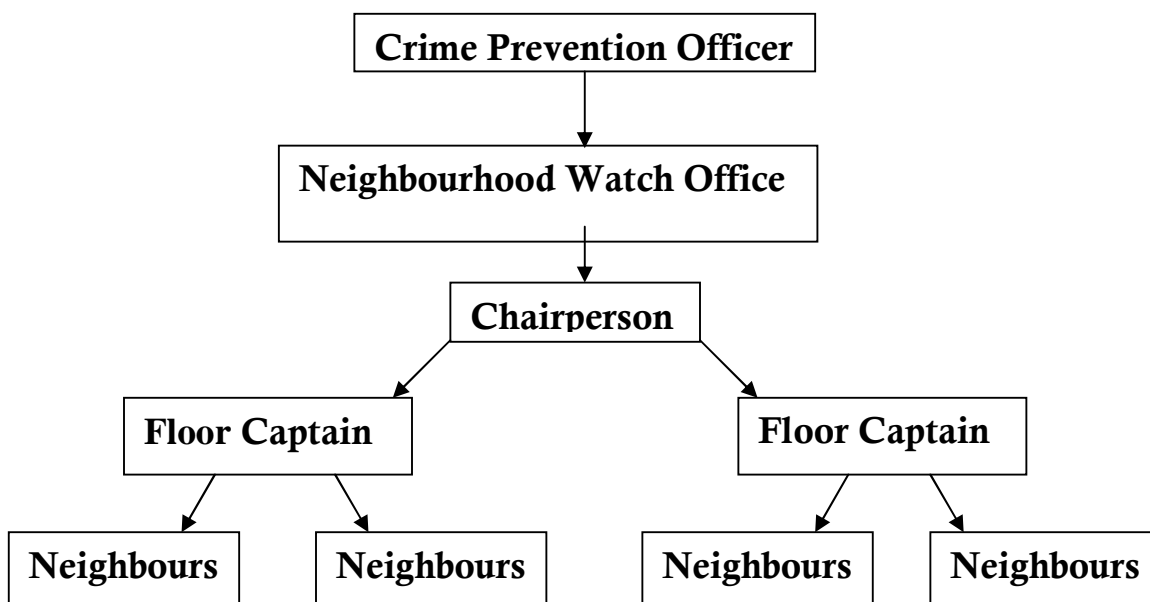 Crime Prevention Officer
Neighbourhood Watch Office
Chairperson
Floor Captain
Floor Captain
Neighbours
Neighbours
Neighbours
Neighbours